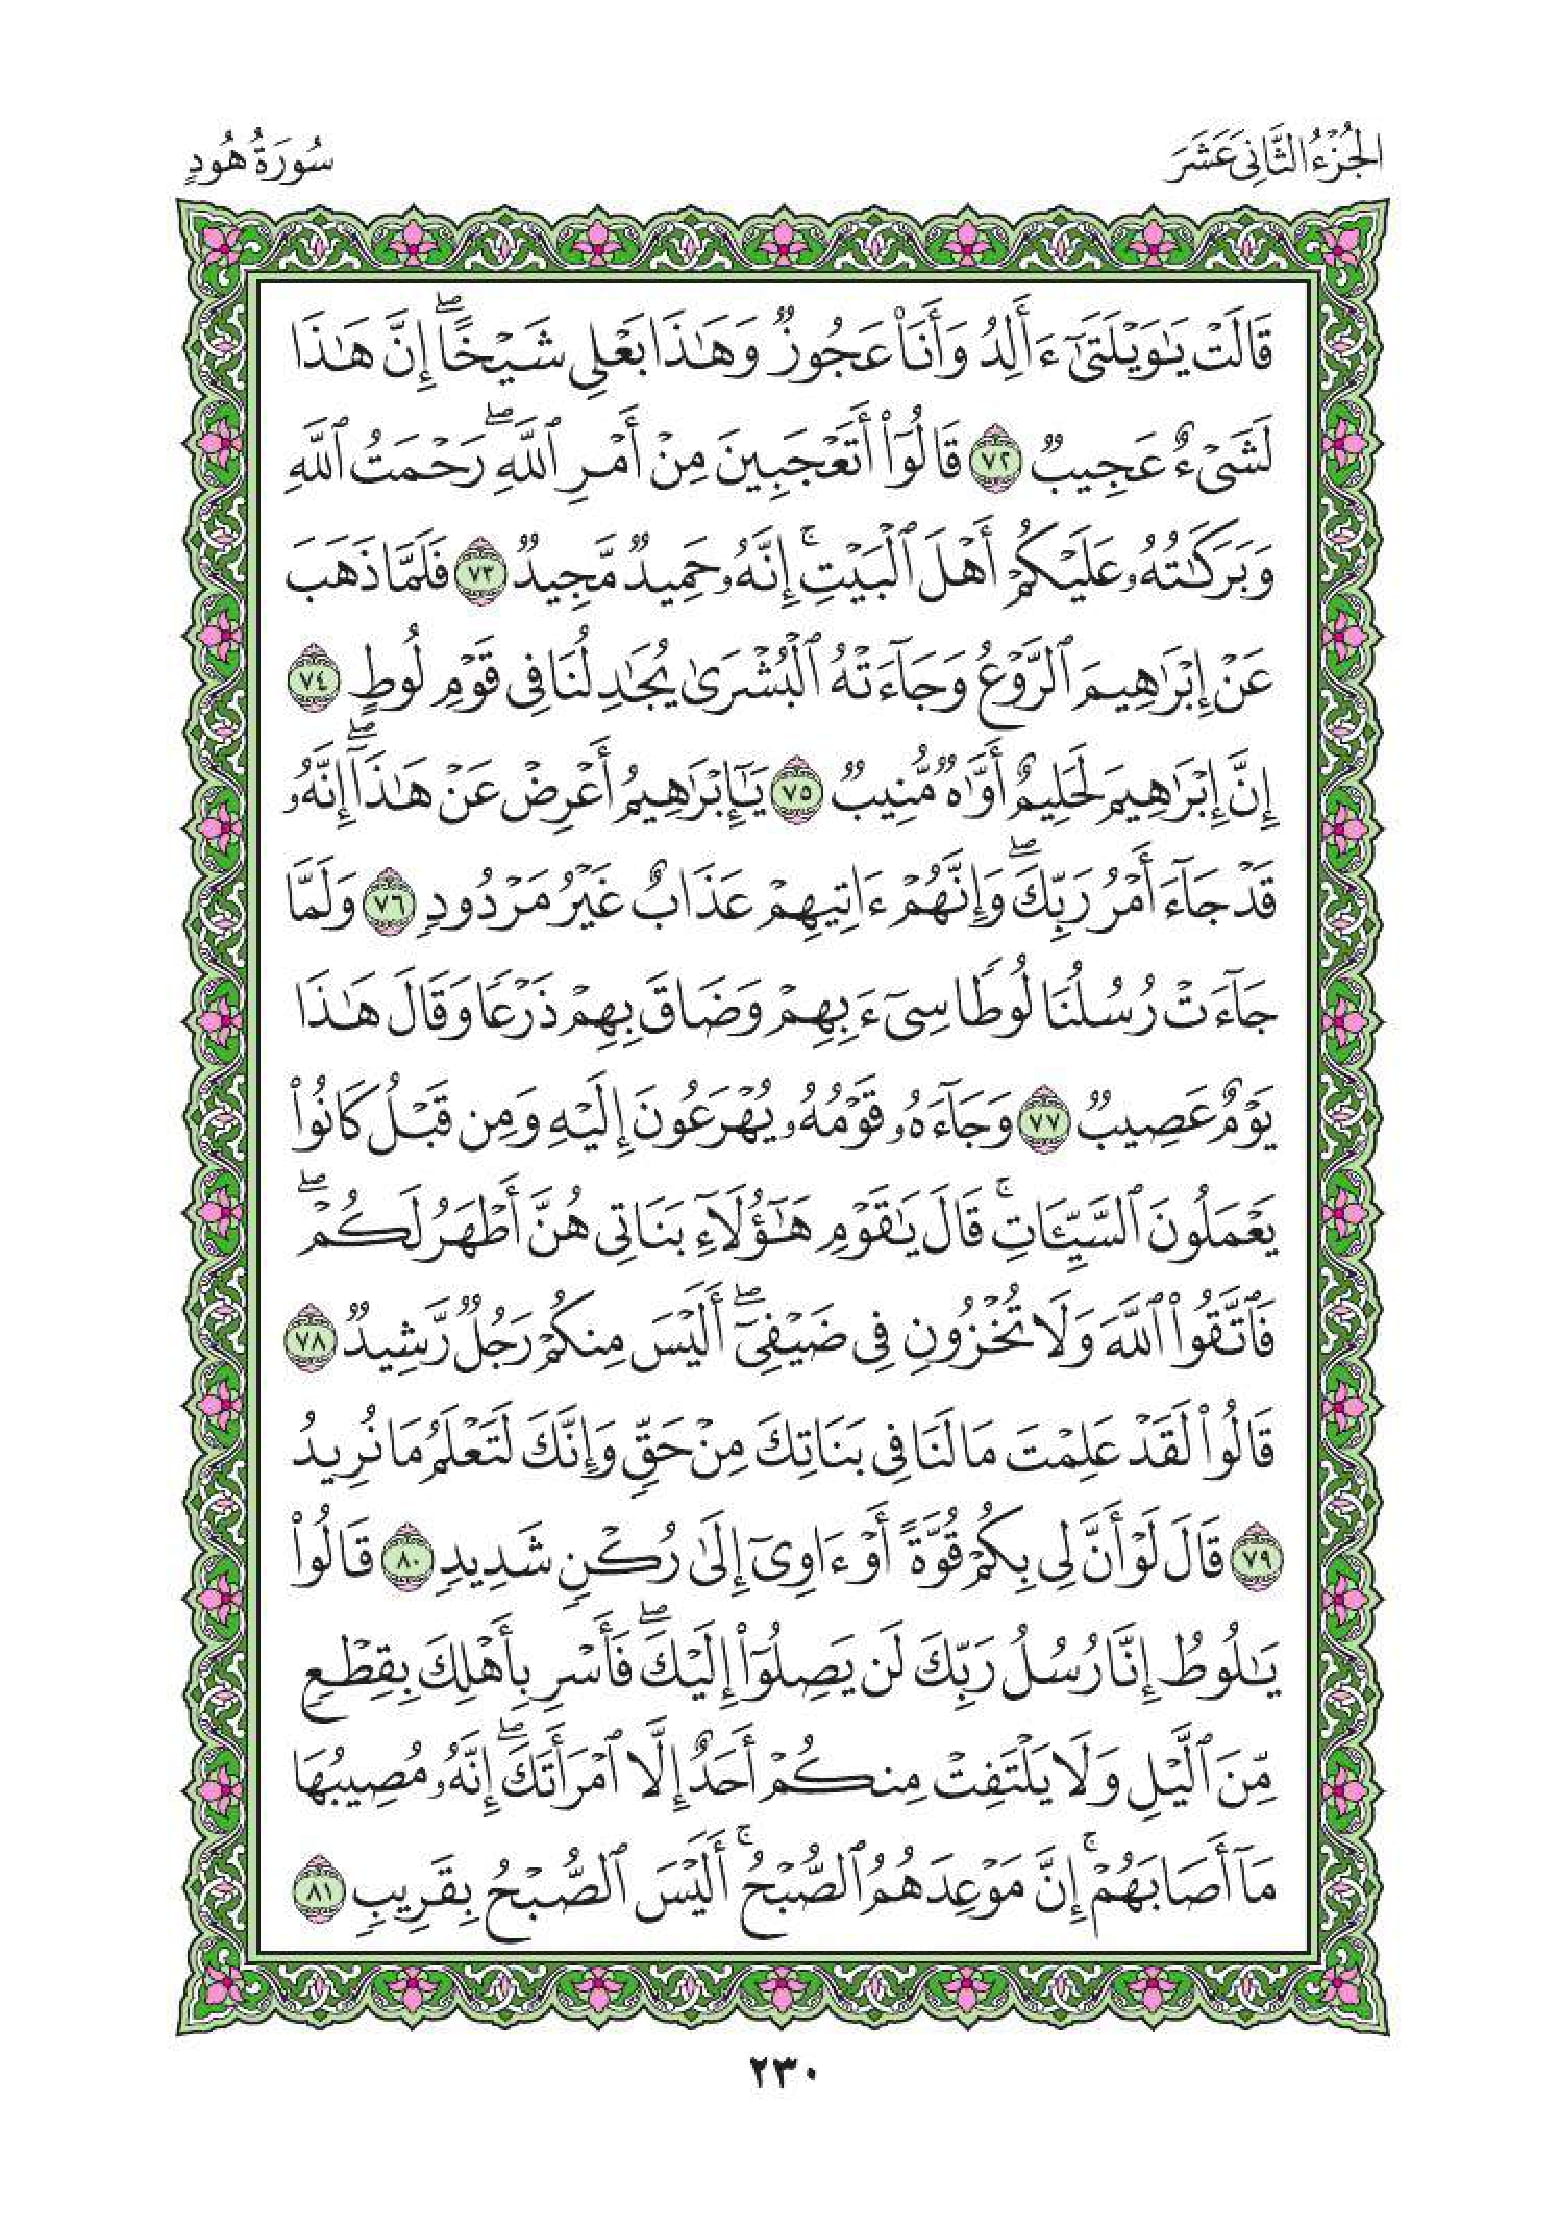 الجُزْءُ الثَّانِيَ عَشَرَ
سُورَةُ هُودٍ
قَالَتْ يَٰوَيْلَتَىٰٓ ءَأَلِدُ وَأَنَا۠ عَجُوزٌ وَهَٰذَا بَعْلِى شَيْخًا ۖ إِنَّ هَٰذَا
لَشَىْءٌ عَجِيبٌ ٧٢ قَالُوٓا۟ أَتَعْجَبِينَ مِنْ أَمْرِ ٱللَّهِ ۖ رَحْمَتُ ٱللَّهِ
وَبَرَكَٰتُهُۥ عَلَيْكُمْ أَهْلَ ٱلْبَيْتِ ۚ إِنَّهُۥ حَمِيدٌ مَّجِيدٌ ٧٣ فَلَمَّا ذَهَبَ
عَنْ إِبْرَٰهِيمَ ٱلرَّوْعُ وَجَآءَتْهُ ٱلْبُشْرَىٰ يُجَٰدِلُنَا فِى قَوْمِ لُوطٍ ٧٤
إِنَّ إِبْرَٰهِيمَ لَحَلِيمٌ أَوَّٰهٌ مُّنِيبٌ ٧٥ يَٰٓإِبْرَٰهِيمُ أَعْرِضْ عَنْ هَٰذَآ ۖ إِنَّهُۥ
قَدْ جَآءَ أَمْرُ رَبِّكَ ۖ وَإِنَّهُمْ ءَاتِيهِمْ عَذَابٌ غَيْرُ مَرْدُودٍ ٧٦ وَلَمَّا
جَآءَتْ رُسُلُنَا لُوطًا سِىٓءَ بِهِمْ وَضَاقَ بِهِمْ ذَرْعًا وَقَالَ هَٰذَا
يَوْمٌ عَصِيبٌ ٧٧ وَجَآءَهُۥ قَوْمُهُۥ يُهْرَعُونَ إِلَيْهِ وَمِن قَبْلُ كَانُوا۟
يَعْمَلُونَ ٱلسَّيِّـَٔاتِ ۚ قَالَ يَٰقَوْمِ هَٰٓؤُلَآءِ بَنَاتِى هُنَّ أَطْهَرُ لَكُمْ ۖ
فَٱتَّقُوا۟ ٱللَّهَ وَلَا تُخْزُونِ فِى ضَيْفِىٓ ۖ أَلَيْسَ مِنكُمْ رَجُلٌ رَّشِيدٌ ٧٨
قَالُوا۟ لَقَدْ عَلِمْتَ مَا لَنَا فِى بَنَاتِكَ مِنْ حَقٍّ وَإِنَّكَ لَتَعْلَمُ مَا نُرِيدُ
٧٩ قَالَ لَوْ أَنَّ لِى بِكُمْ قُوَّةً أَوْ ءَاوِىٓ إِلَىٰ رُكْنٍ شَدِيدٍ ٨٠ قَالُوا۟
يَٰلُوطُ إِنَّا رُسُلُ رَبِّكَ لَن يَصِلُوٓا۟ إِلَيْكَ ۖ فَأَسْرِ بِأَهْلِكَ بِقِطْعٍ
مِّنَ ٱلَّيْلِ وَلَا يَلْتَفِتْ مِنكُمْ أَحَدٌ إِلَّا ٱمْرَأَتَكَ ۖ إِنَّهُۥ مُصِيبُهَا
مَآ أَصَابَهُمْ ۚ إِنَّ مَوْعِدَهُمُ ٱلصُّبْحُ ۚ أَلَيْسَ ٱلصُّبْحُ بِقَرِيبٍ ٨١
٢٣٠